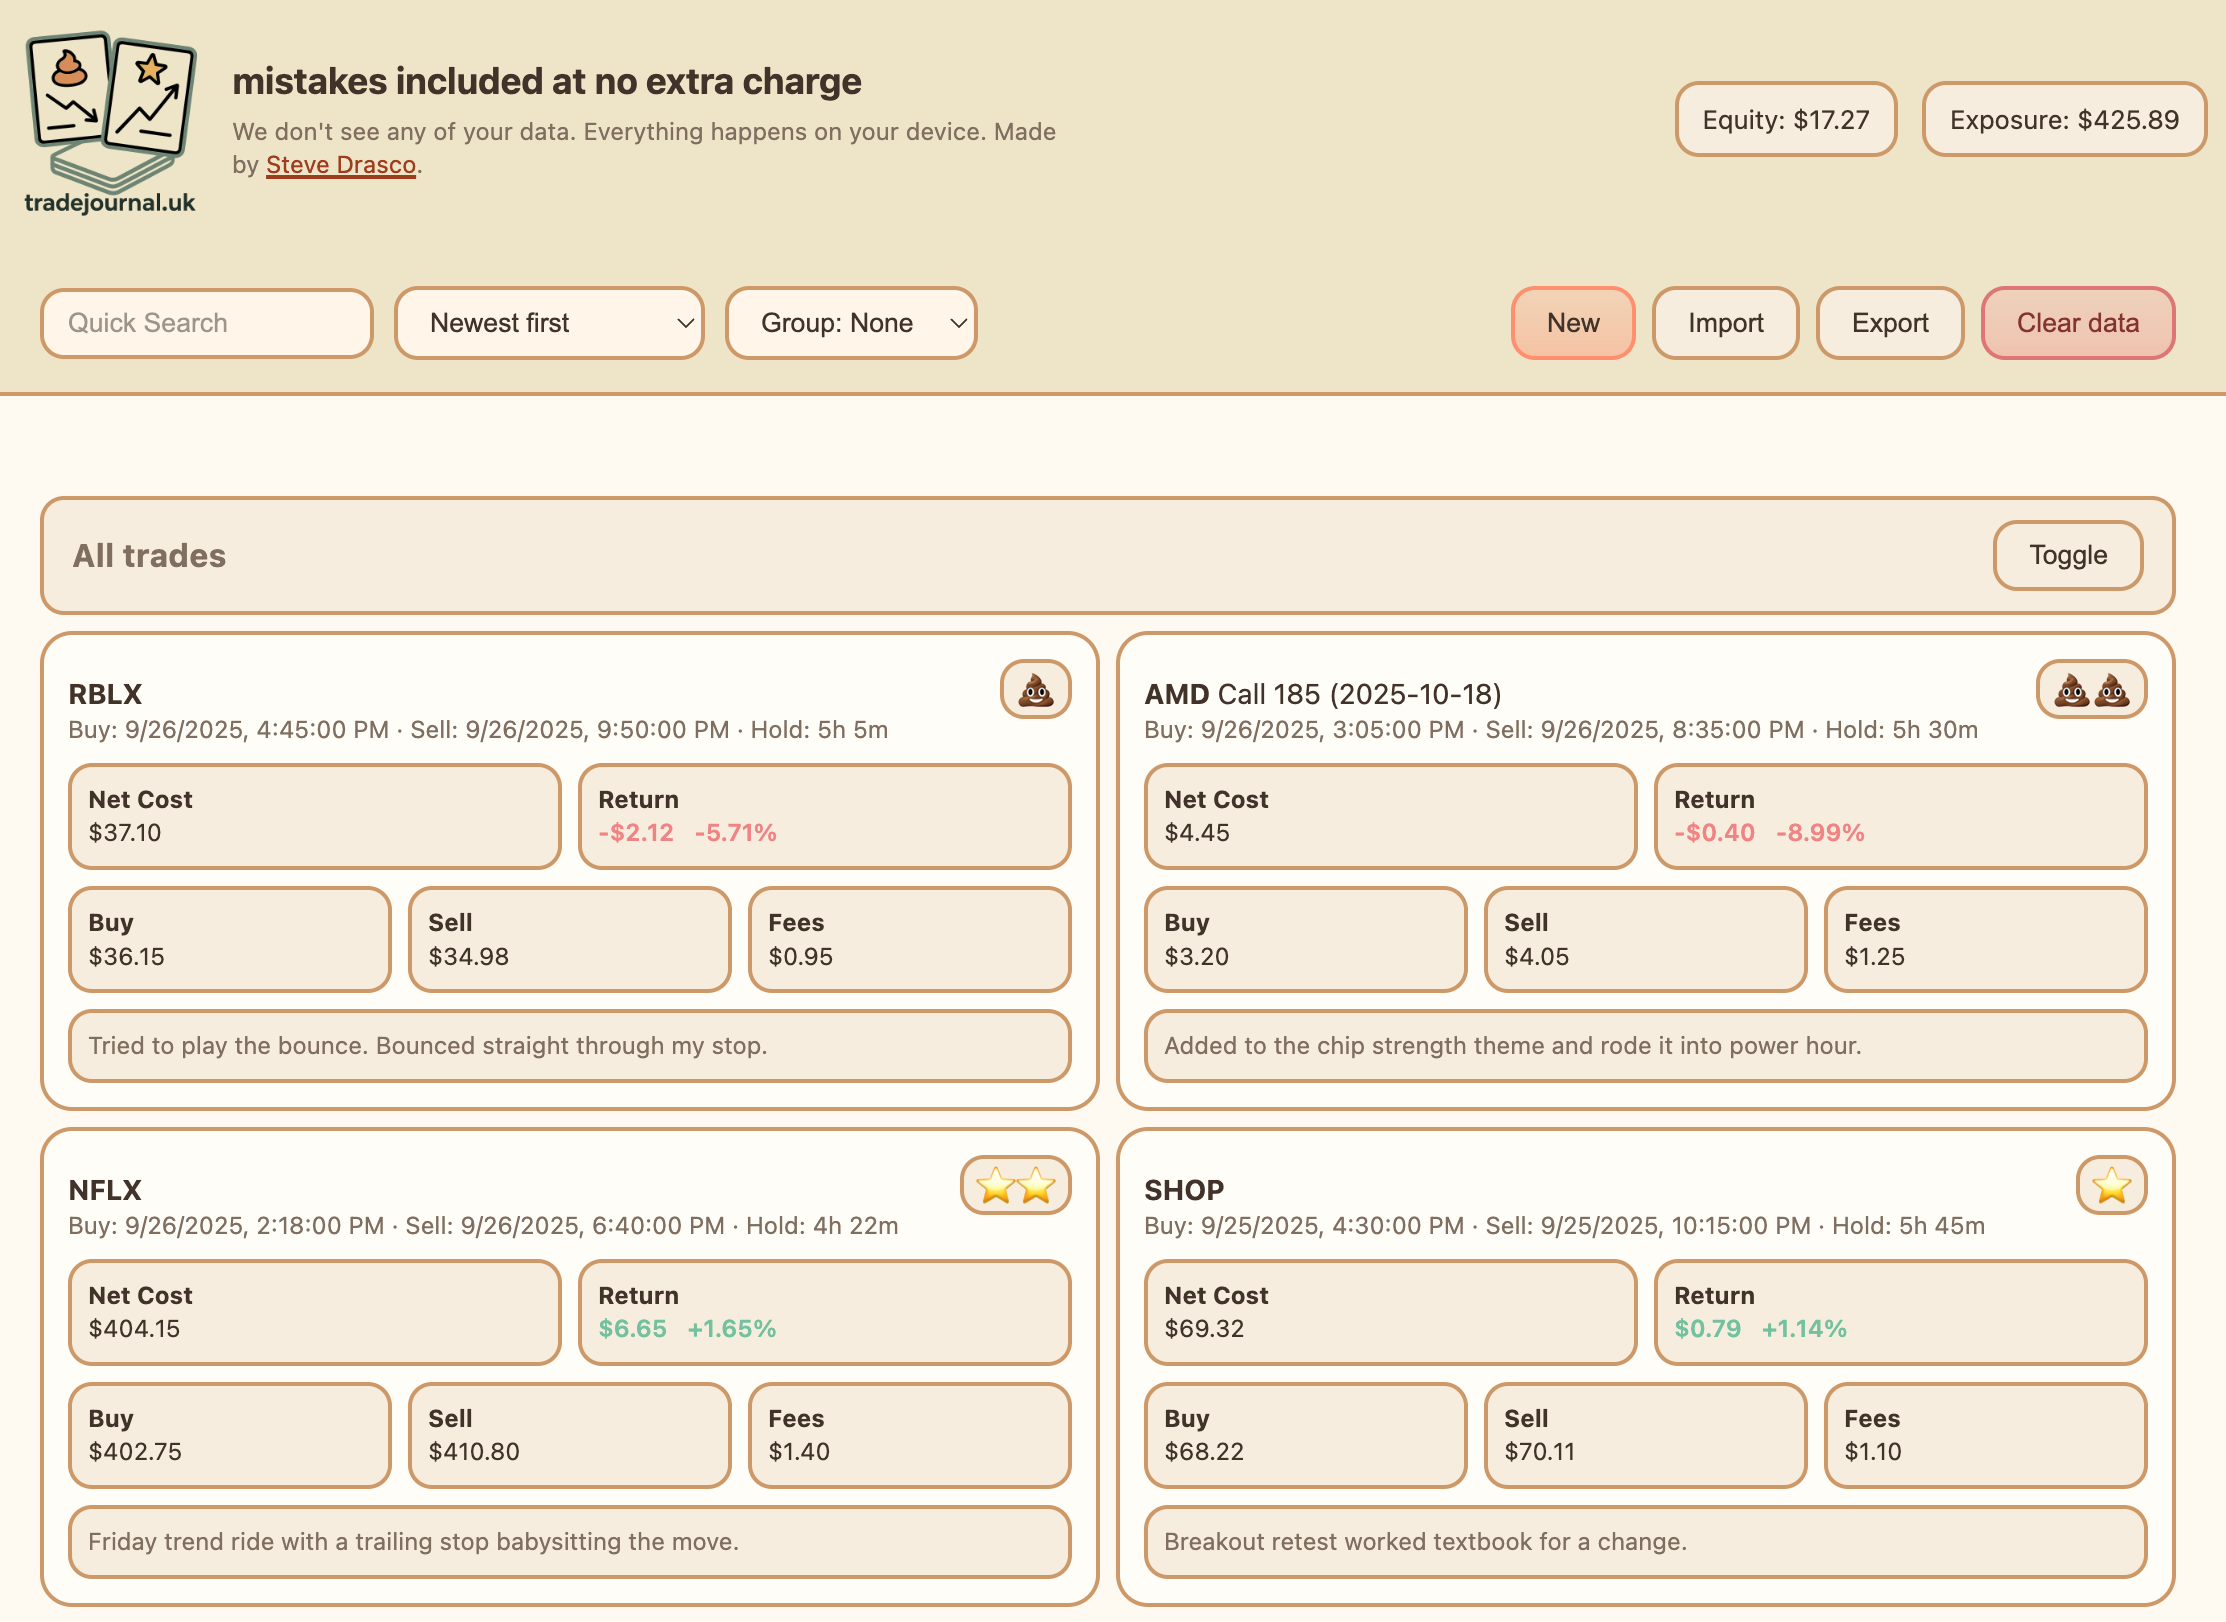 tradejournal.uk
mistakes included at no extra charge
We don't see any of your data. Everything happens on your device. Made
by Steve Drasco.
Equity: $17.27
Exposure: $425.89
Quick Search
Newest first
Group: None
New
Import
Export
Clear data
All trades
Toggle
RBLX
Buy: 9/26/2025, 4:45:00 PM · Sell: 9/26/2025, 9:50:00 PM · Hold: 5h 5m
Net Cost
$37.10
Return
-$2.12 -5.71%
Buy
$36.15
Sell
$34.98
Fees
$0.95
Tried to play the bounce. Bounced straight through my stop.
AMD Call 185 (2025-10-18)
Buy: 9/26/2025, 3:05:00 PM · Sell: 9/26/2025, 8:35:00 PM · Hold: 5h 30m
Net Cost
$4.45
Return
-$0.40 -8.99%
Buy
$3.20
Sell
$4.05
Fees
$1.25
Added to the chip strength theme and rode it into power hour.
NFLX
Buy: 9/26/2025, 2:18:00 PM · Sell: 9/26/2025, 6:40:00 PM · Hold: 4h 22m
Net Cost
$404.15
Return
$6.65 +1.65%
Buy
$402.75
Sell
$410.80
Fees
$1.40
Friday trend ride with a trailing stop babysitting the move.
SHOP
Buy: 9/25/2025, 4:30:00 PM · Sell: 9/25/2025, 10:15:00 PM · Hold: 5h 45m
Net Cost
$69.32
Return
$0.79 +1.14%
Buy
$68.22
Sell
$70.11
Fees
$1.10
Breakout retest worked textbook for a change.